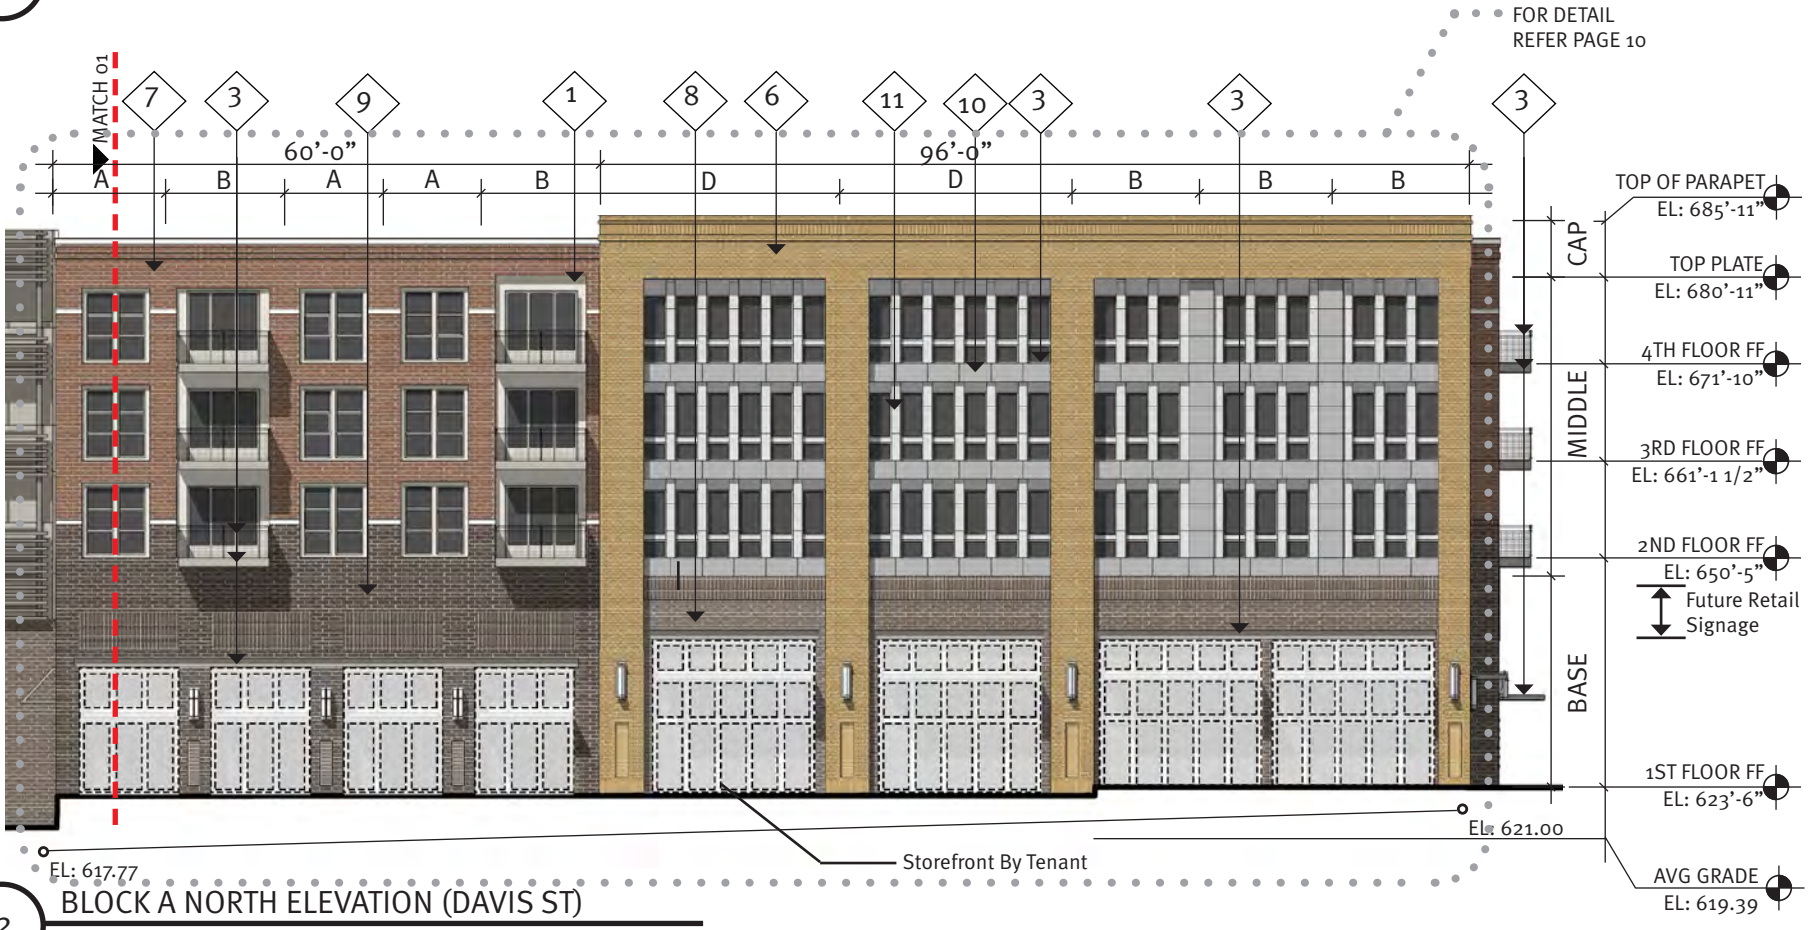 FOR DETAIL
REFER PAGE 10
MATCH 01
7
3
9
1
8
6
11
10
3
3
3
60'-0"
96'-0"
A
B
A
A
B
D
D
B
B
B
TOP OF PARAPET
EL: 685'-11"
CAP
TOP PLATE
EL: 680'-11"
4TH FLOOR FF
EL: 671'-10"
MIDDLE
3RD FLOOR FF
EL: 661'-1 1/2"
2ND FLOOR FF
EL: 650'-5"
Future Retail
Signage
BASE
1ST FLOOR FF
EL: 623'-6"
EL: 621.00
EL: 617.77
Storefront By Tenant
AVG GRADE
EL: 619.39
BLOCK A NORTH ELEVATION (DAVIS ST)
2